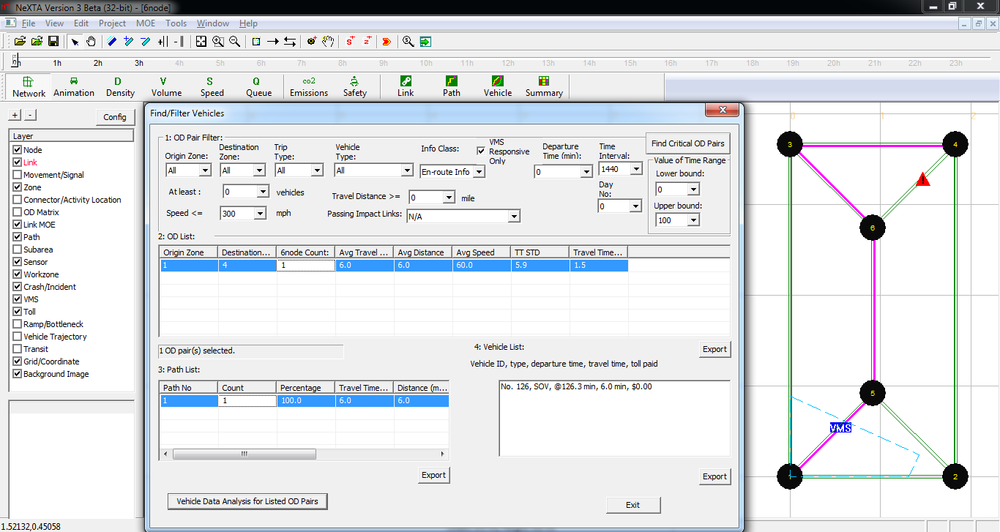 NeXTA Version 3 Beta (32-bit) - [6node]
File View Edit Project MOE Tools Window Help
1h 2h 3h 4h 5h 6h 7h 8h 9h 10h 11h 12h 13h 14h 15h 16h 17h 18h 19h 20h 21h 22h 23h
Network Animation Density Volume Speed Queue Emissions Safety Link Path Vehicle Summary
+ - Config
Layer
Node
Link
Movement/Signal
Zone
Connector/Activity Location
OD Matrix
Link MOE
Path
Subarea
Sensor
Workzone
Crash/Incident
VMS
Toll
Ramp/Bottleneck
Vehicle Trajectory
Transit
Grid/Coordinate
Background Image
1.52132,0.45058
Find/Filter Vehicles
1: OD Pair Filter:
Origin Zone: All
Destination Zone: All
Trip Type: All
Vehicle Type: All
Info Class: En-route Info
VMS Responsive Only
Departure Time (min): 0
Time Interval: 1440
Find Critical OD Pairs
Value of Time Range
Lower bound:
0
Upper bound:
100
At least : 0 vehicles
Travel Distance >= 0 mile
Day No: 0
Speed <= 300 mph
Passing Impact Links: N/A
2: OD List:
Origin Zone Destination... 6node Count: Avg Travel ... Avg Distance Avg Speed TT STD Travel Time...
1 4 1 6.0 6.0 60.0 5.9 1.5
1 OD pair(s) selected.
Export
3: Path List:
Path No Count Percentage Travel Time... Distance (m...
1 1 100.0 6.0 6.0
Export
4: Vehicle List:
Vehicle ID, type, departure time, travel time, toll paid
No. 126, SOV, @126.3 min, 6.0 min, $0.00
Export
Vehicle Data Analysis for Listed OD Pairs
Exit
0 1 2
3 4
6
5
VMS
2